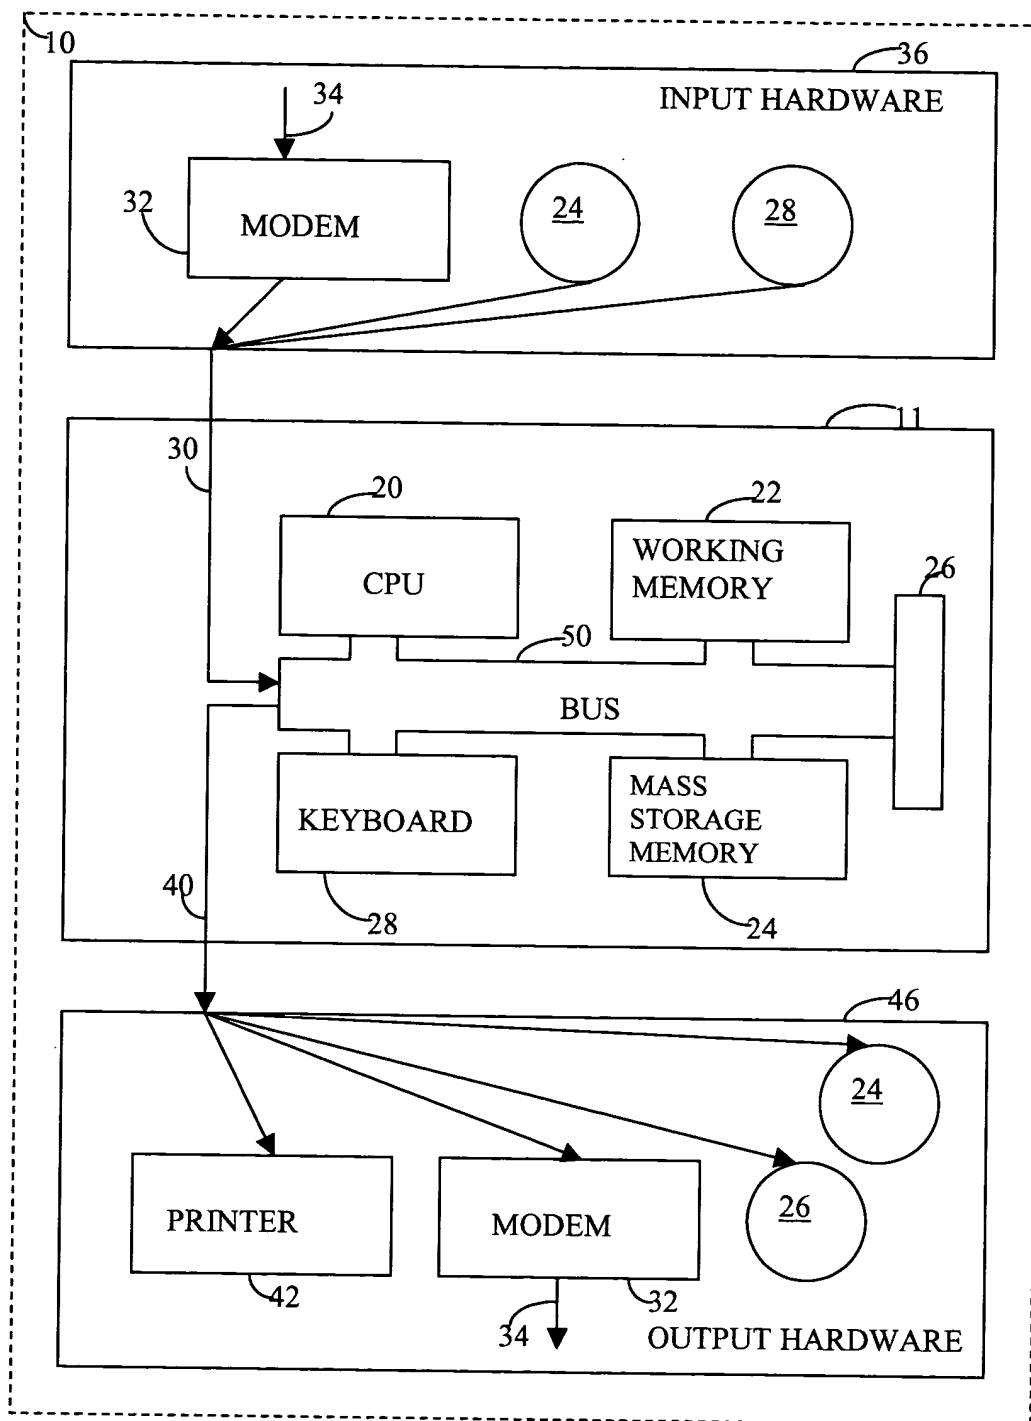 10
36
INPUT HARDWARE
34
32
MODEM
24
28
11
30
20
22
CPU
WORKING
MEMORY
26
50
BUS
KEYBOARD
MASS
STORAGE
MEMORY
40
28
24
46
24
26
PRINTER
MODEM
42
32
34
OUTPUT HARDWARE